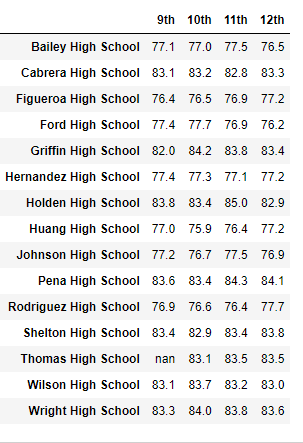 9th 10th 11th 12th
Bailey High School 77.1 77.0 77.5 76.5
Cabrera High School 83.1 83.2 82.8 83.3
Figueroa High School 76.4 76.5 76.9 77.2
Ford High School 77.4 77.7 76.9 76.2
Griffin High School 82.0 84.2 83.8 83.4
Hernandez High School 77.4 77.3 77.1 77.2
Holden High School 83.8 83.4 85.0 82.9
Huang High School 77.0 75.9 76.4 77.2
Johnson High School 77.2 76.7 77.5 76.9
Pena High School 83.6 83.4 84.3 84.1
Rodriguez High School 76.9 76.6 76.4 77.7
Shelton High School 83.4 82.9 83.4 83.8
Thomas High School nan 83.1 83.5 83.5
Wilson High School 83.1 83.7 83.2 83.0
Wright High School 83.3 84.0 83.8 83.6